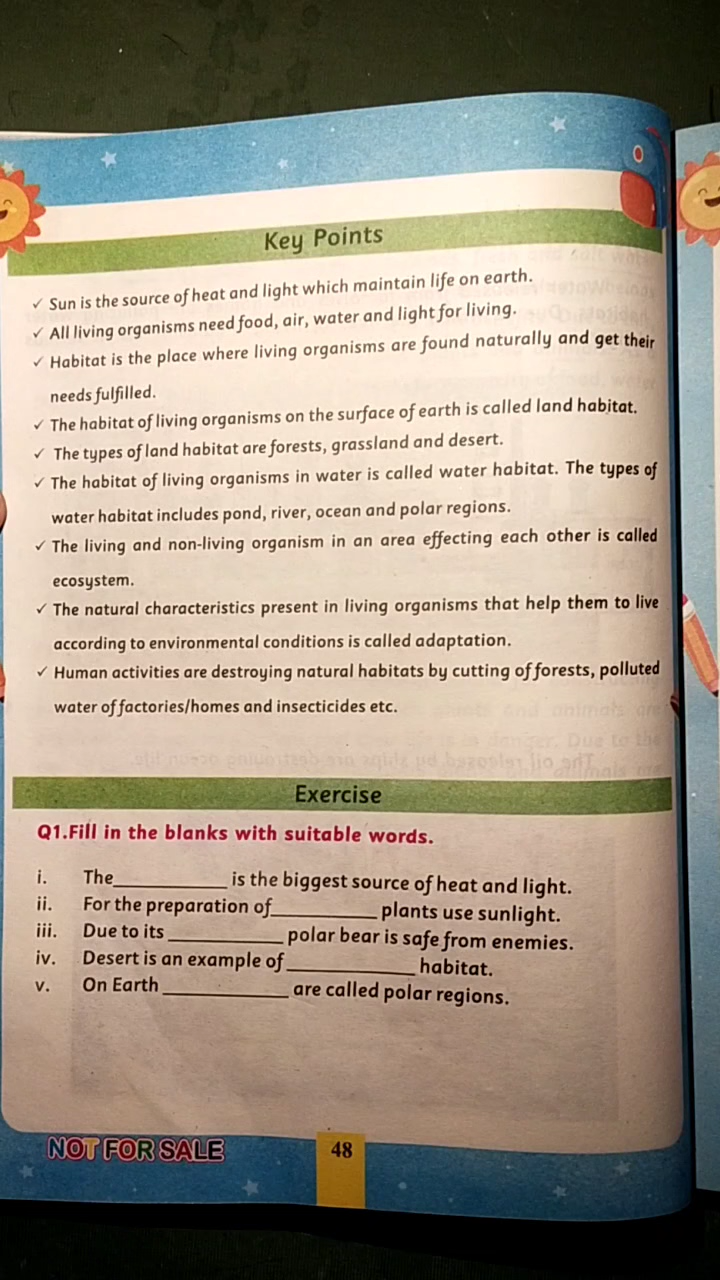 Key Points
✓ Sun is the source of heat and light which maintain life on earth.
✓ All living organisms need food, air, water and light for living.
✓ Habitat is the place where living organisms are found naturally and get their
needs fulfilled.
✓ The habitat of living organisms on the surface of earth is called land habitat.
✓ The types of land habitat are forests, grassland and desert.
✓ The habitat of living organisms in water is called water habitat. The types of
water habitat includes pond, river, ocean and polar regions.
✓ The living and non-living organism in an area effecting each other is called
ecosystem.
✓ The natural characteristics present in living organisms that help them to live
according to environmental conditions is called adaptation.
✓ Human activities are destroying natural habitats by cutting of forests, polluted
water of factories/homes and insecticides etc.
Exercise
Q1.Fill in the blanks with suitable words.
i. The__________ is the biggest source of heat and light.
ii. For the preparation of__________ plants use sunlight.
iii. Due to its __________ polar bear is safe from enemies.
iv. Desert is an example of __________ habitat.
v. On Earth __________ are called polar regions.
NOT FOR SALE
48